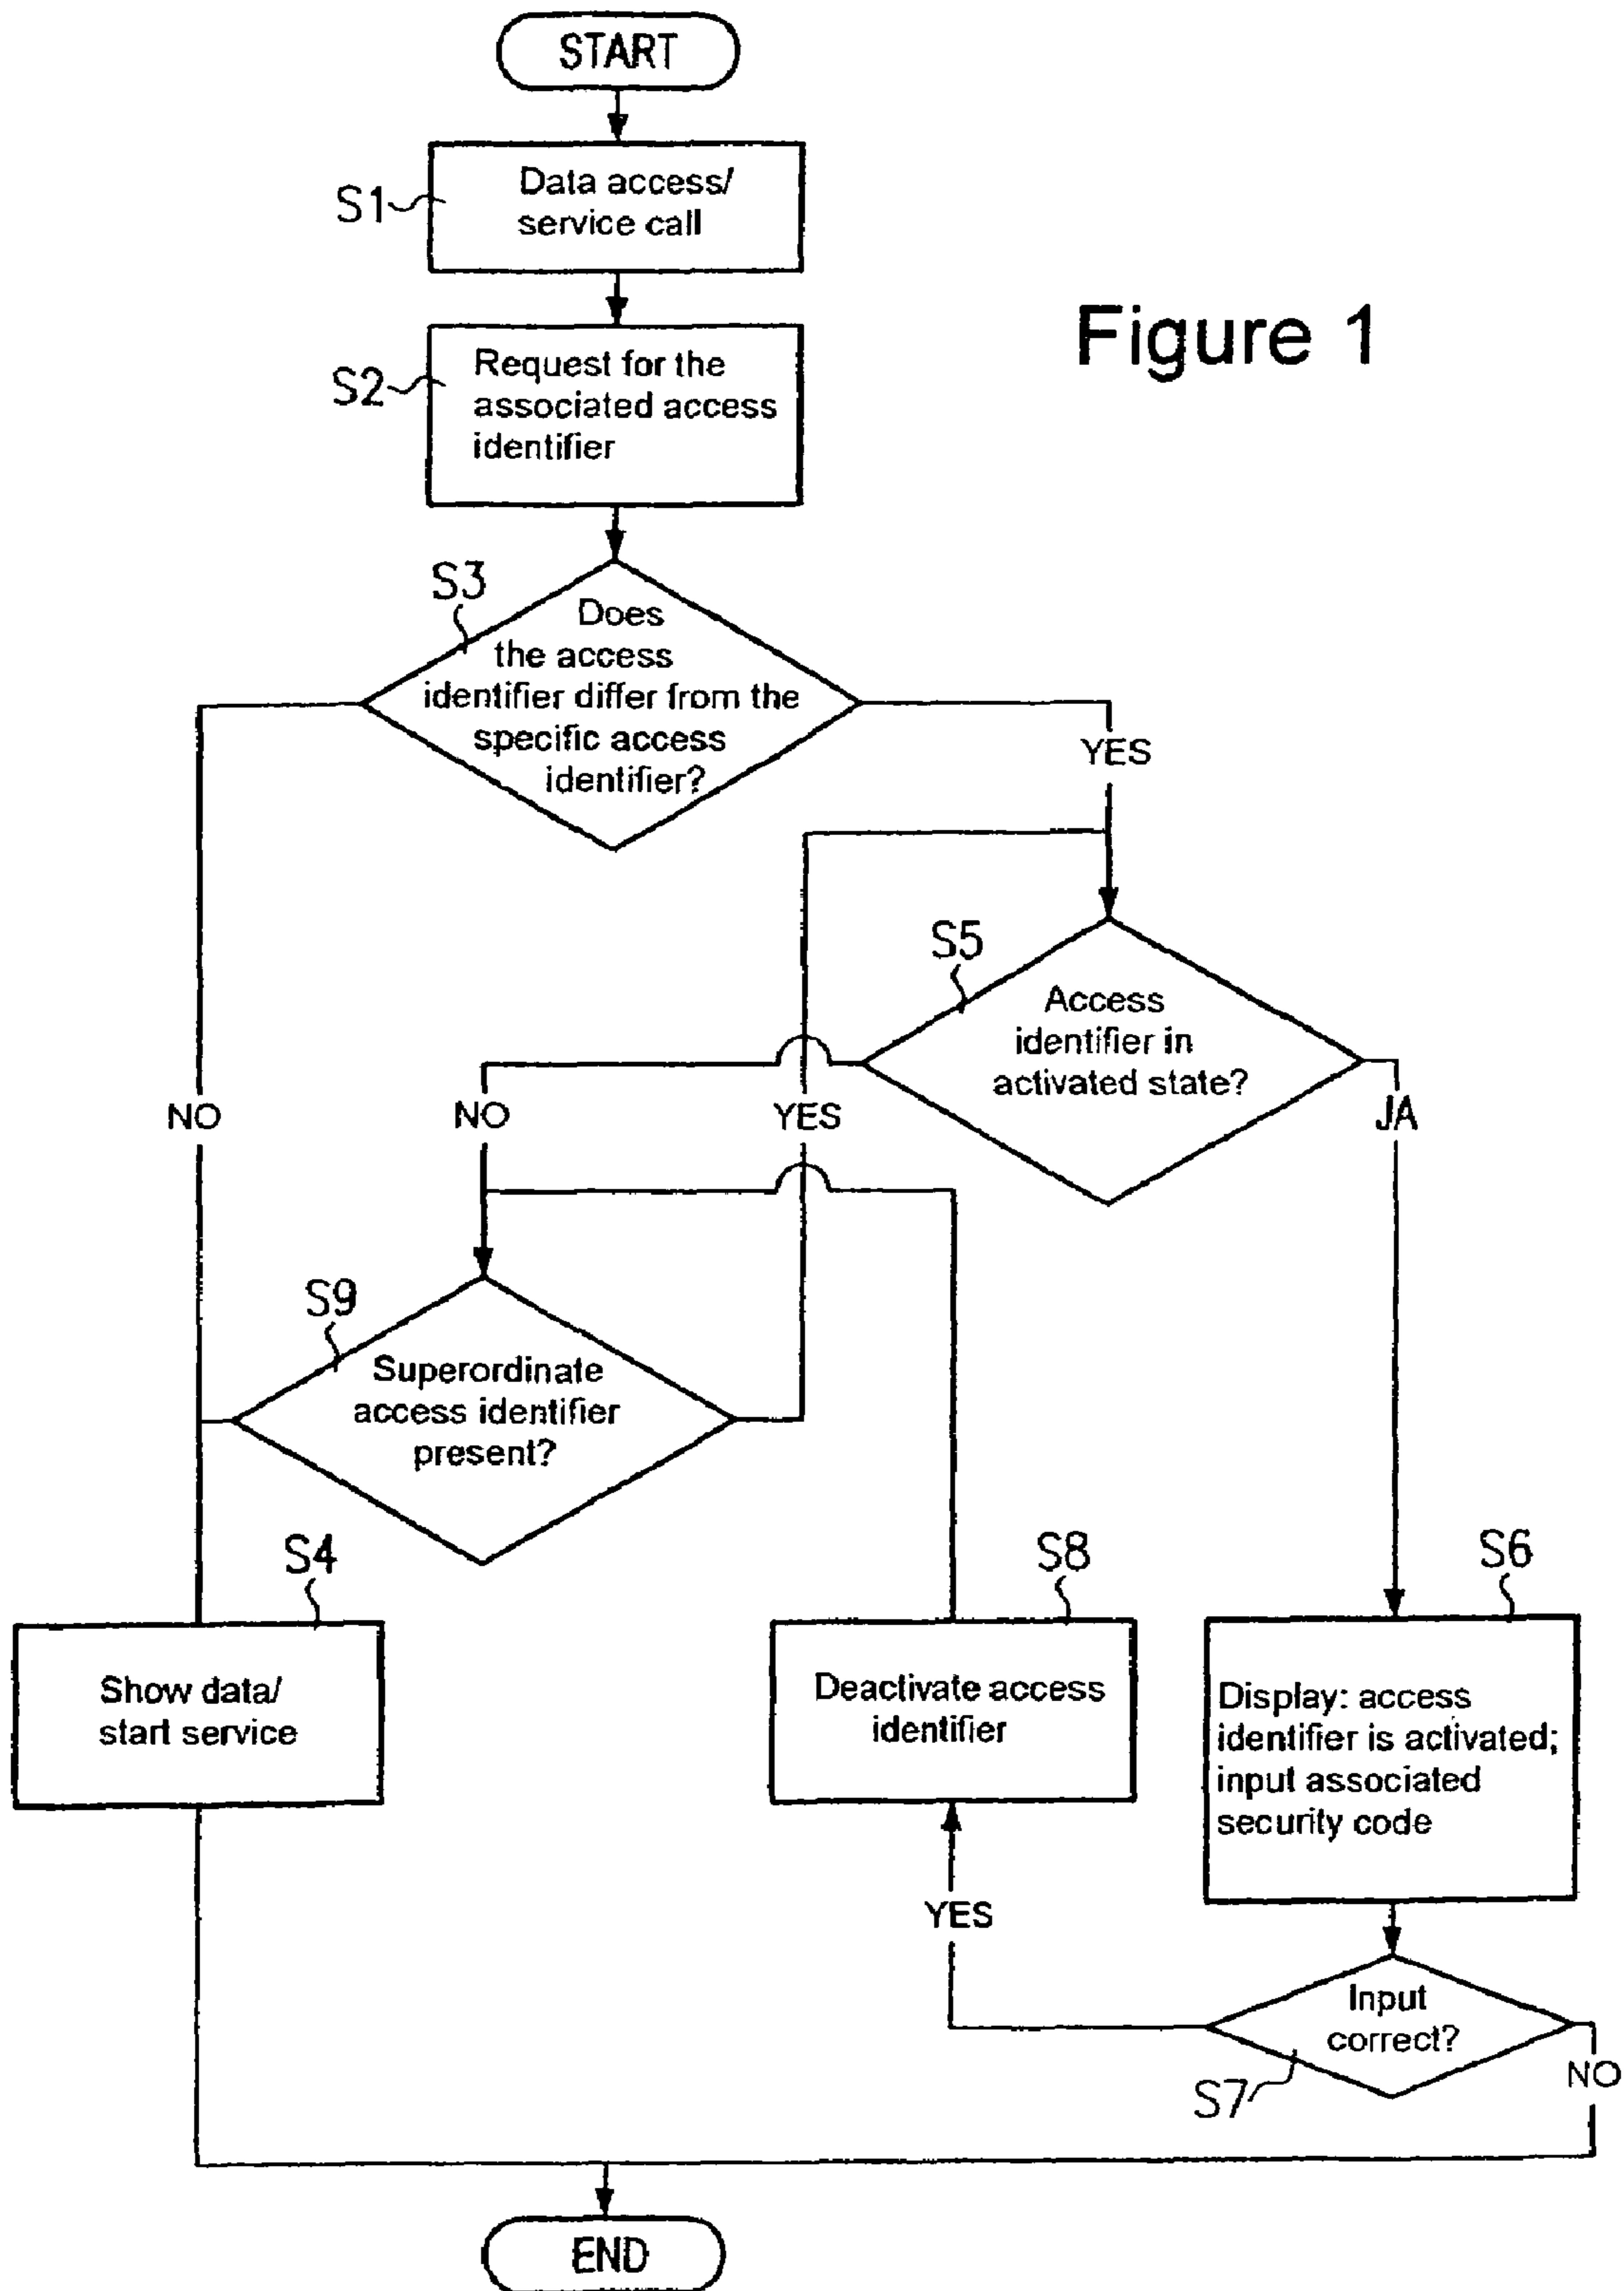 START
S1
Data access/
service call
Figure 1
S2
Request for the
associated access
identifier
S3
Does
the access
identifier differ from the
specific access
identifier?
YES
S5
Access
identifier in
activated state?
NO
NO
YES
JA
S9
Superordinate
access identifier
present?
S4
Show data/
start service
S8
Deactivate access
identifier
S6
Display: access
identifier is activated;
input associated
security code
YES
Input
correct?
S7
NO
END